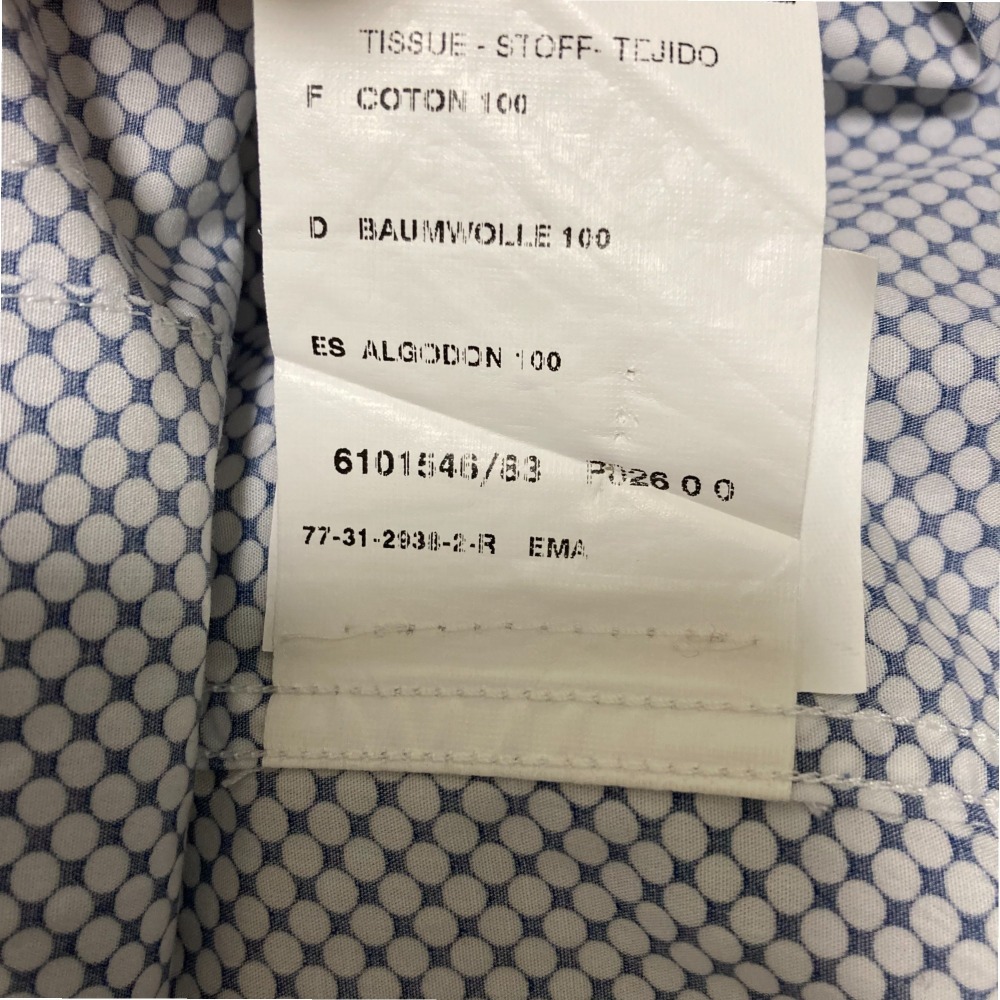 TISSUE - STOFF- TEJIDO
F COTON 100
D BAUMWOLLE 100
ES ALGODON 100
6101546/83 P026 0 0
77-31-2938-2-R EMA